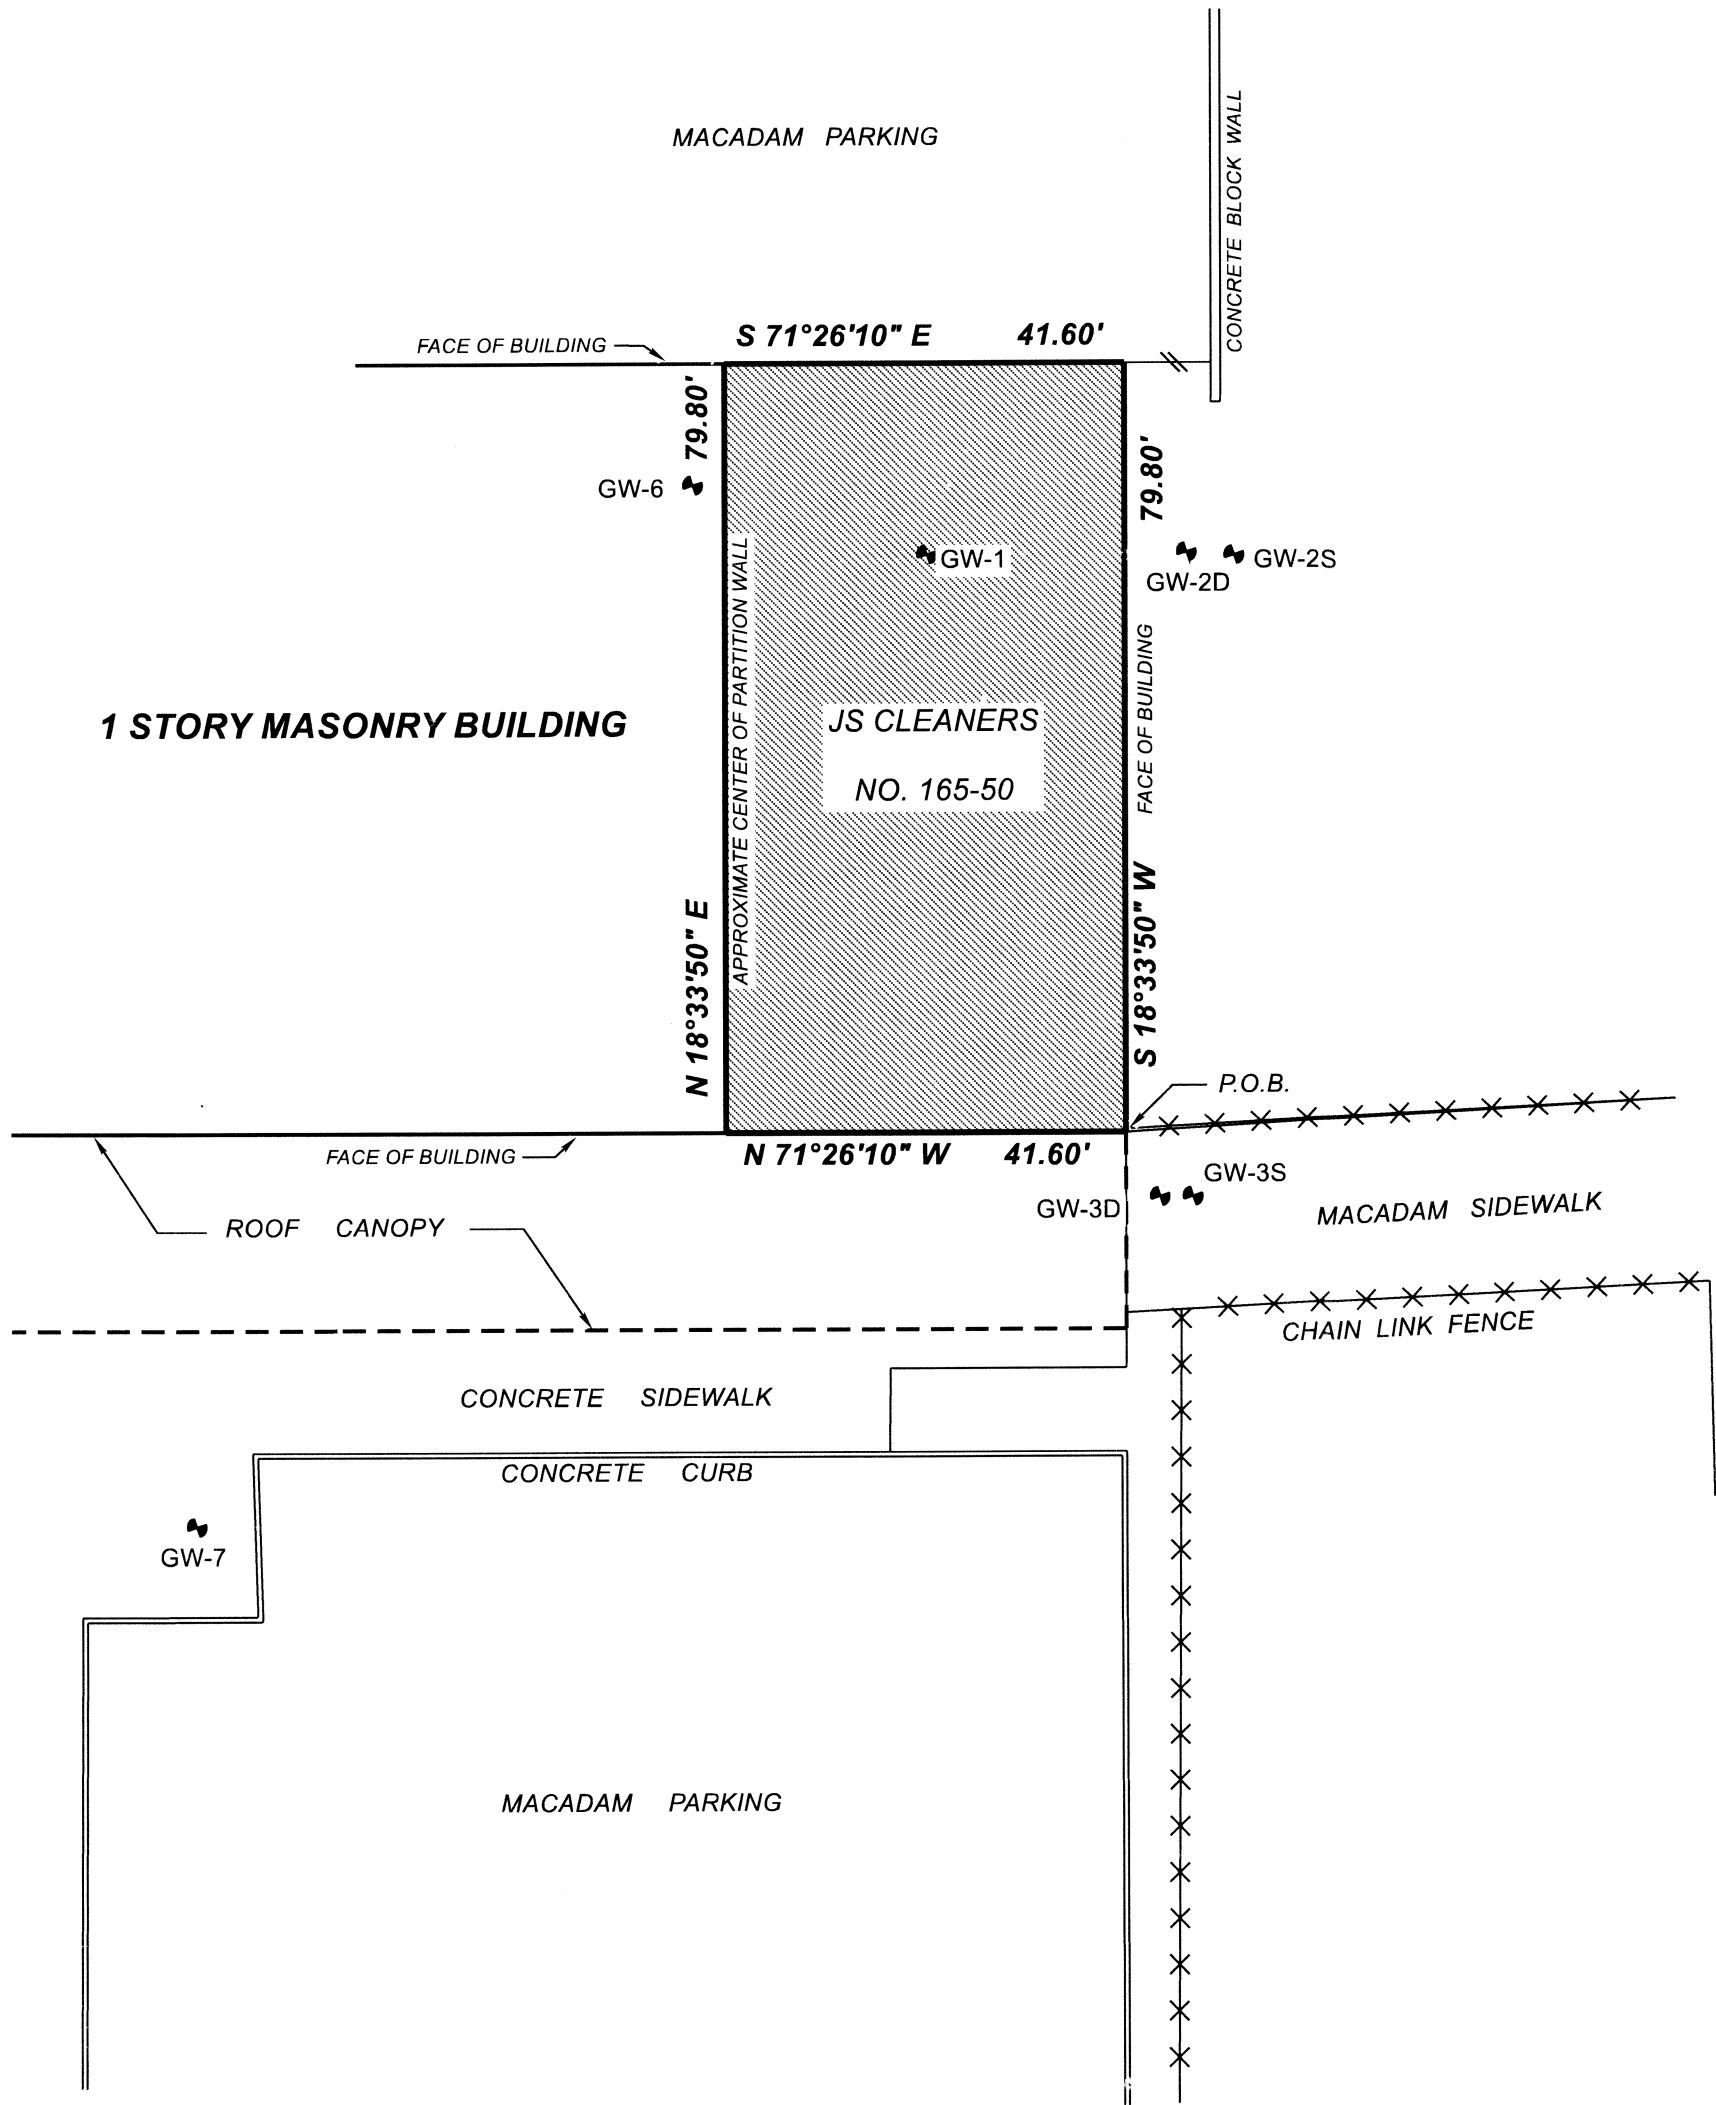 MACADAM PARKING
CONCRETE BLOCK WALL
S 71°26'10" E 41.60'
FACE OF BUILDING
79.80'
79.80'
GW-6
GW-1
GW-2S
GW-2D
APPROXIMATE CENTER OF PARTITION WALL
FACE OF BUILDING
1 STORY MASONRY BUILDING
JS CLEANERS
NO. 165-50
N 18°33'50" E
S 18°33'50" W
P.O.B.
FACE OF BUILDING
N 71°26'10" W 41.60'
GW-3S
GW-3D
MACADAM SIDEWALK
ROOF CANOPY
CHAIN LINK FENCE
CONCRETE SIDEWALK
CONCRETE CURB
GW-7
MACADAM PARKING